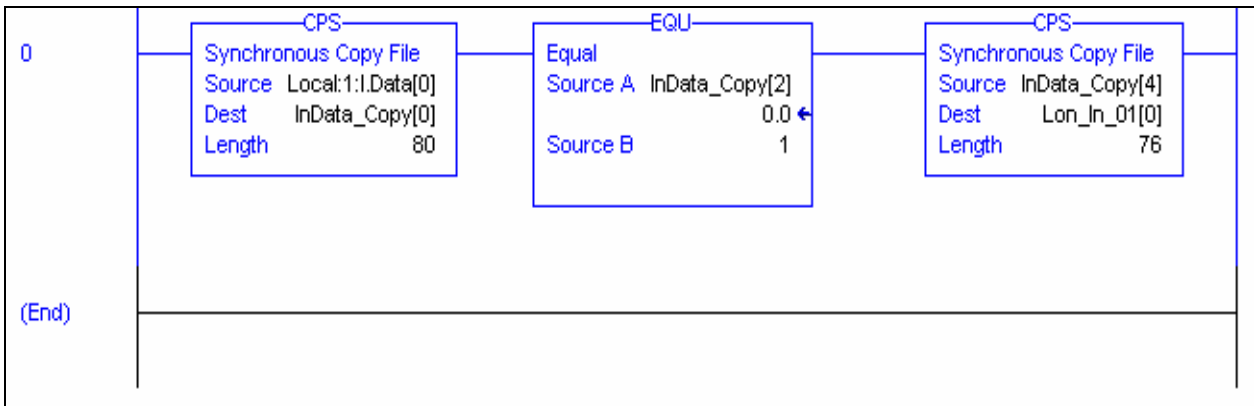 0
CPS
Synchronous Copy File
Source Local:1:I.Data[0]
Dest InData_Copy[0]
Length 80
EQU
Equal
Source A InData_Copy[2]
0.0
Source B 1
CPS
Synchronous Copy File
Source InData_Copy[4]
Dest Lon_In_01[0]
Length 76
(End)